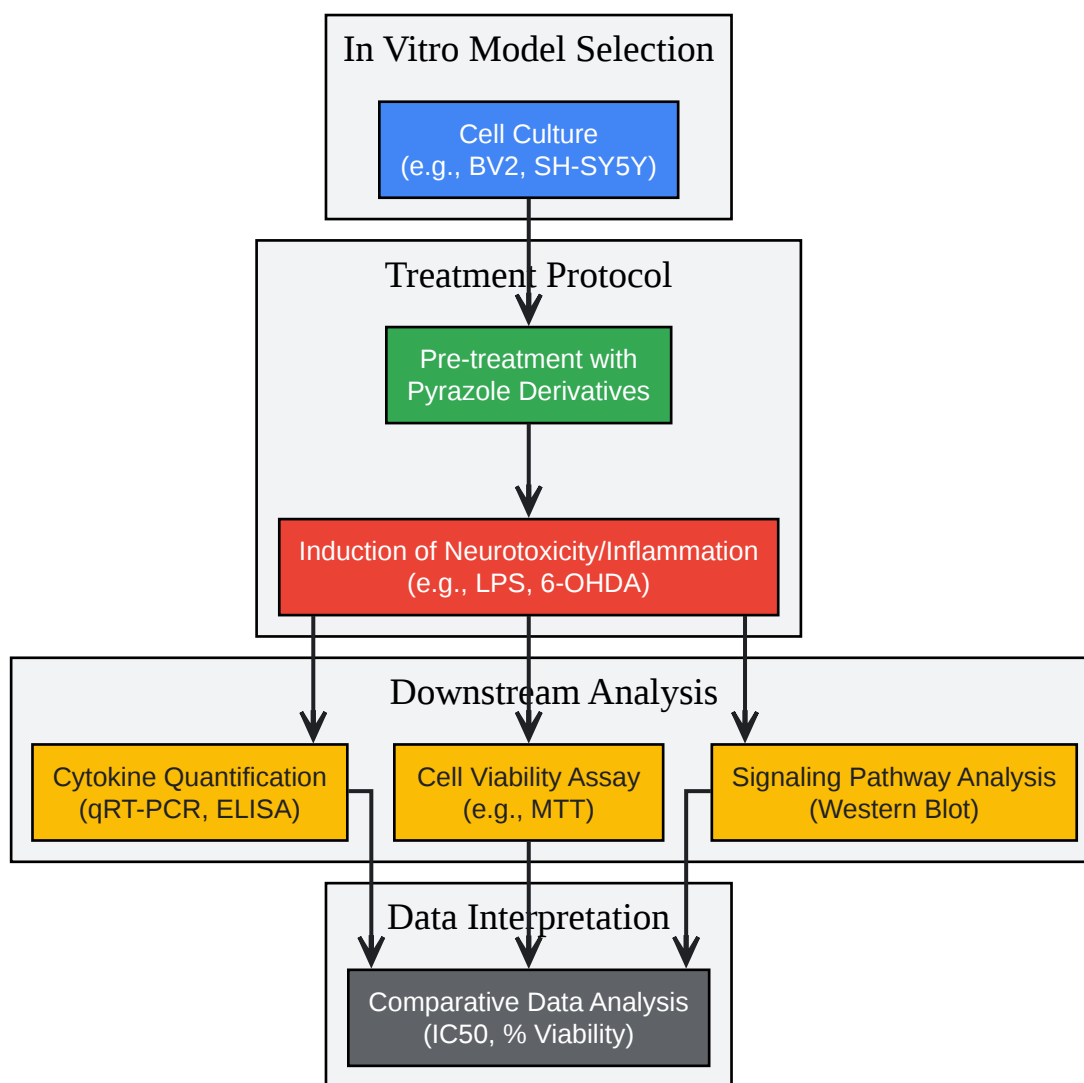 In Vitro Model Selection
Cell Culture
(e.g., BV2, SH-SY5Y)
Treatment Protocol
Pre-treatment with
Pyrazole Derivatives
Induction of Neurotoxicity/Inflammation
(e.g., LPS, 6-OHDA)
Downstream Analysis
Cytokine Quantification
(qRT-PCR, ELISA)
Cell Viability Assay
(e.g., MTT)
Signaling Pathway Analysis
(Western Blot)
Data Interpretation
Comparative Data Analysis
(IC50, % Viability)